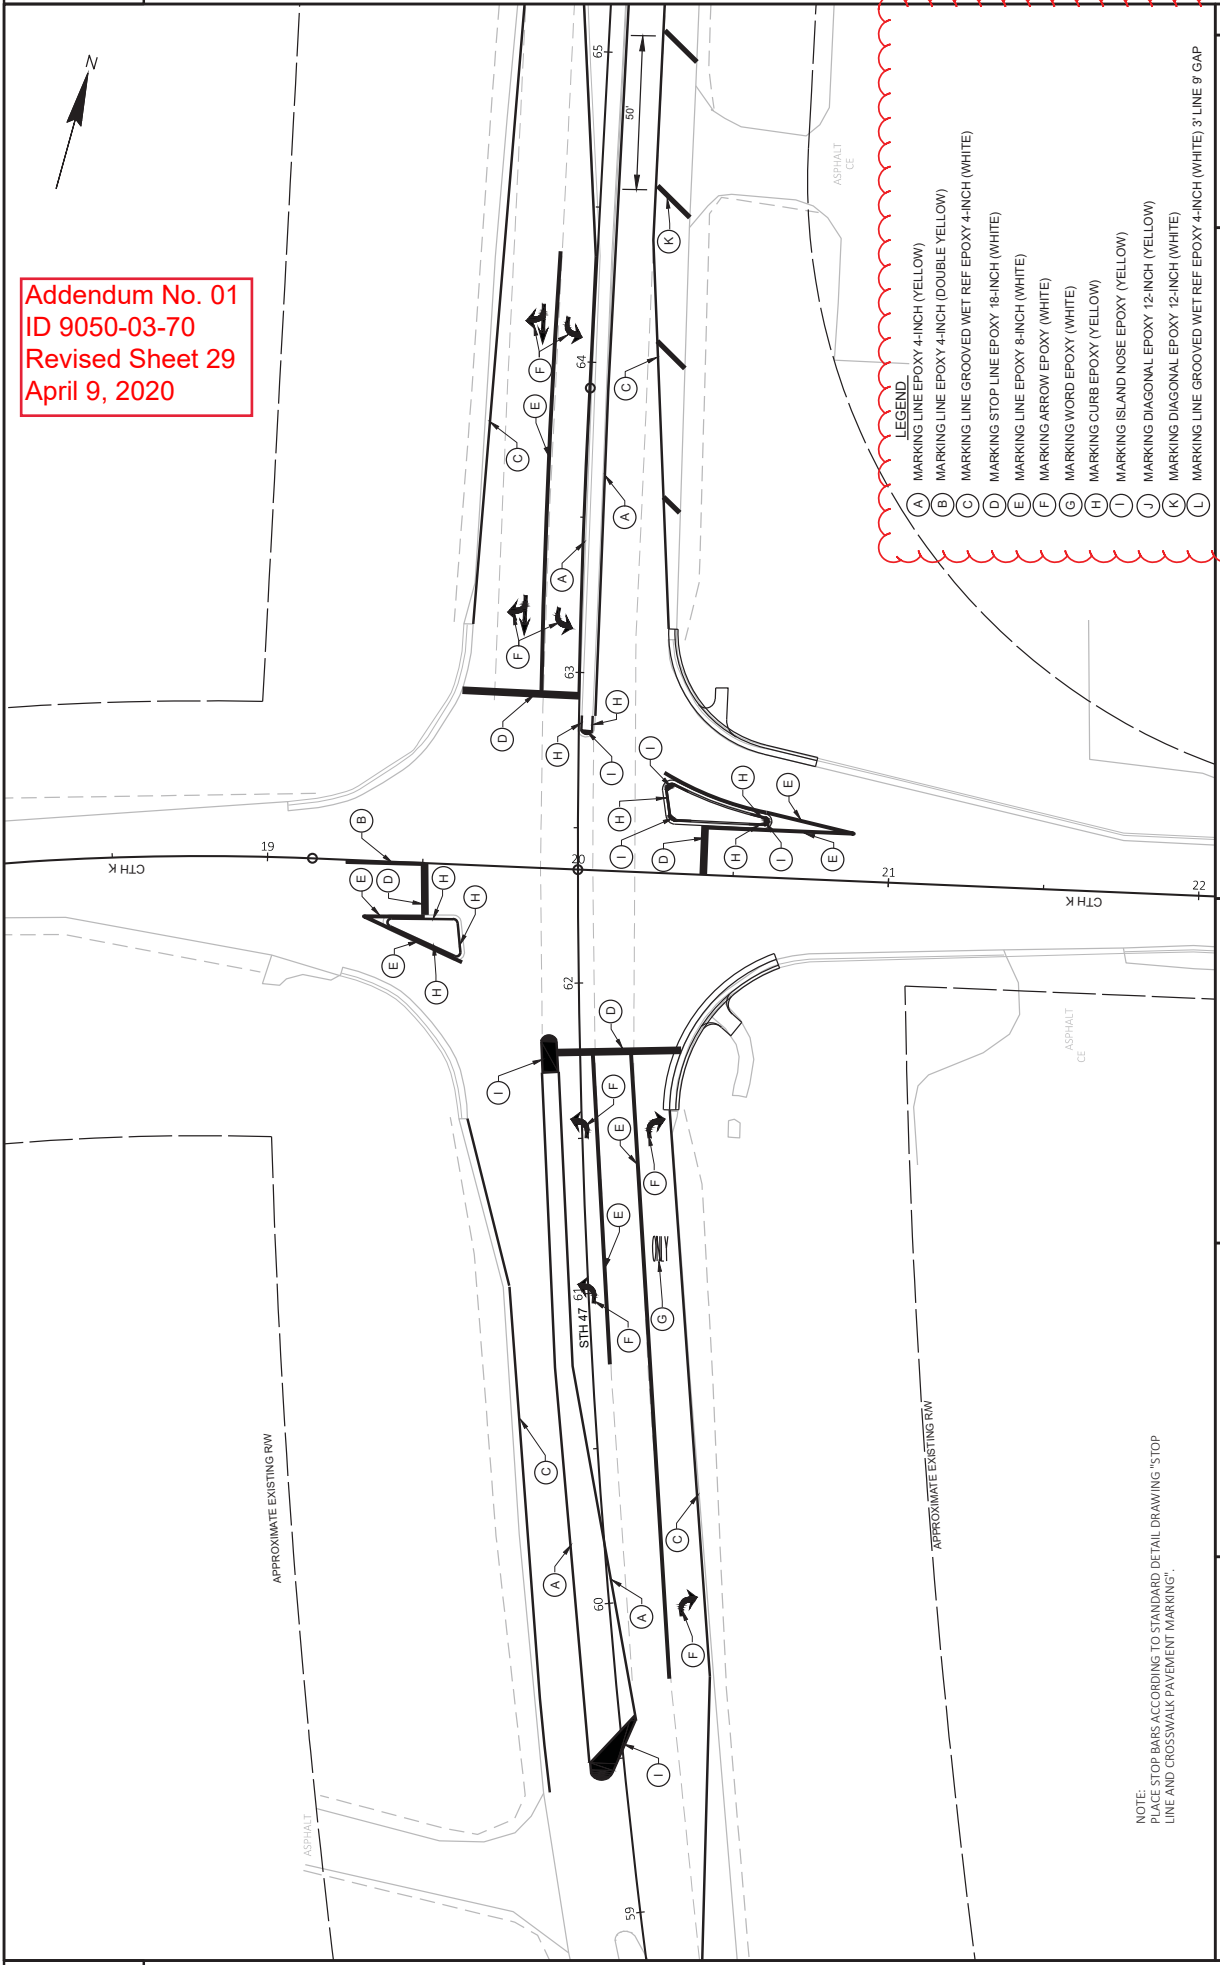 Addendum No. 01
ID 9050-03-70
Revised Sheet 29
April 9, 2020
N
65
50'
K
F
64
C
E
C
A
A
F
63
D
H
H
I
I
H
E
H
I
D
H
I
E
ASPHALT
CE
LEGEND
A MARKING LINE EPOXY 4-INCH (YELLOW)
B MARKING LINE EPOXY 4-INCH (DOUBLE YELLOW)
C MARKING LINE GROOVED WET REF EPOXY 4-INCH (WHITE)
D MARKING STOP LINE EPOXY 18-INCH (WHITE)
E MARKING LINE EPOXY 8-INCH (WHITE)
F MARKING ARROW EPOXY (WHITE)
G MARKING WORD EPOXY (WHITE)
H MARKING CURB EPOXY (YELLOW)
I MARKING ISLAND NOSE EPOXY (YELLOW)
J MARKING DIAGONAL EPOXY 12-INCH (YELLOW)
K MARKING DIAGONAL EPOXY 12-INCH (WHITE)
L MARKING LINE GROOVED WET REF EPOXY 4-INCH (WHITE) 3' LINE 9' GAP
CTH K
19
B
20
21
CTH K
22
E
D
H
H
E
H
62
D
I
F
E
F
E
ONLY
G
61
STH 47
F
C
A
C
60
A
F
I
59
ASPHALT
CE
APPROXIMATE EXISTING R/W
APPROXIMATE EXISTING R/W
ASPHALT
NOTE:
PLACE STOP BARS ACCORDING TO STANDARD DETAIL DRAWING "STOP
LINE AND CROSSWALK PAVEMENT MARKING".